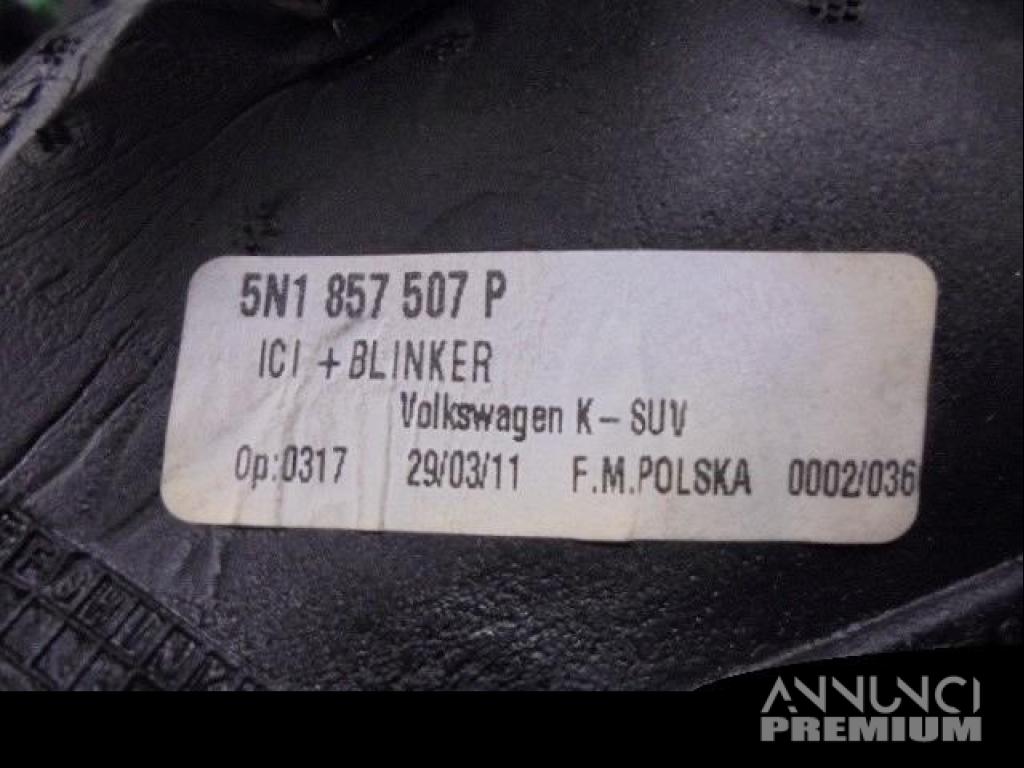 5N1 857 507 P
ICI + BLINKER
Volkswagen K - SUV
Op:0317 29/03/11 F.M.POLSKA 0002/036
ANNUNCI
PREMIUM